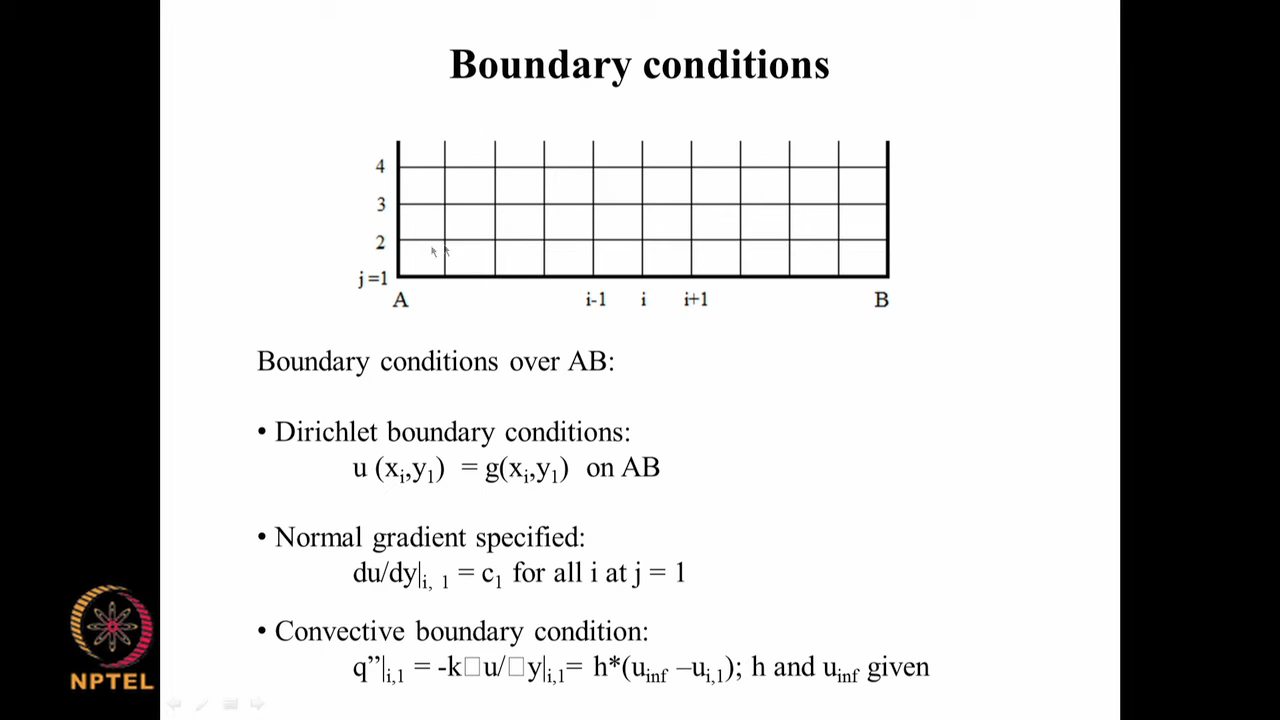 Boundary conditions
4
3
2
j=1
A i-1 i i+1 B
Boundary conditions over AB:
• Dirichlet boundary conditions:
u (xᵢ,y₁) = g(xᵢ,y₁) on AB
• Normal gradient specified:
du/dy|ᵢ, ₁ = c₁ for all i at j = 1
• Convective boundary condition:
q”|ᵢ,₁ = -k□u/□y|ᵢ,₁= h*(u_inf –uᵢ,₁); h and u_inf given
NPTEL